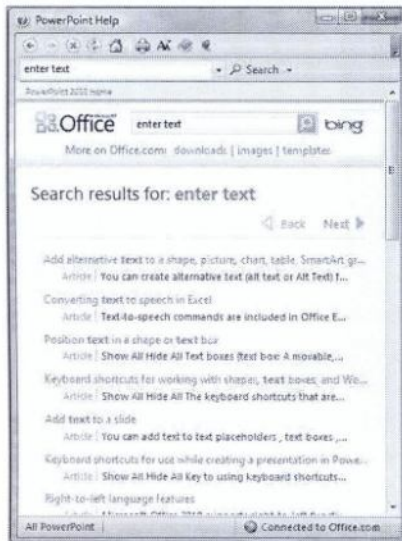 PowerPoint Help
enter text Search
PowerPoint 2010 Home
Office enter text bing
More on Office.com: downloads | images | templates
Search results for: enter text
Back Next
Add alternative text to a shape, picture, chart, table, SmartArt gr...
Article | You can create alternative text (alt text or Alt Text) f...
Converting text to speech in Excel
Article | Text-to-speech commands are included in Office E...
Position text in a shape or text box
Article | Show All Hide All Text boxes (text box: A movable,...
Keyboard shortcuts for working with shapes, text boxes, and Wo...
Article | Show All Hide All The keyboard shortcuts that are...
Add text to a slide
Article | You can add text to text placeholders , text boxes ,...
Keyboard shortcuts for use while creating a presentation in Powe...
Article | Show All Hide All Key to using keyboard shortcuts...
Right-to-left language features
All PowerPoint Connected to Office.com